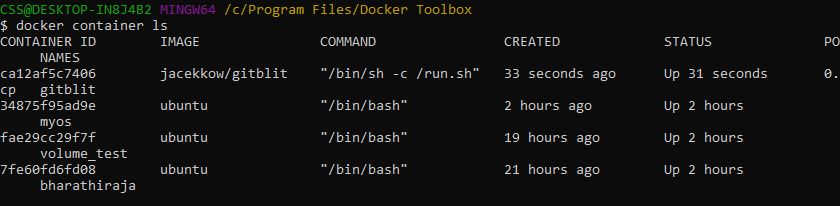 CSS@DESKTOP-IN8J4B2 MINGW64 /c/Program Files/Docker Toolbox
$ docker container ls
CONTAINER ID        IMAGE               COMMAND                CREATED             STATUS              PO
     NAMES
ca12af5c7406        jacekkow/gitblit    "/bin/sh -c /run.sh"   33 seconds ago      Up 31 seconds       0.
cp   gitblit
34875f95ad9e        ubuntu              "/bin/bash"            2 hours ago         Up 2 hours
     myos
fae29cc29f7f        ubuntu              "/bin/bash"            19 hours ago        Up 2 hours
     volume_test
7fe60fd6fd08        ubuntu              "/bin/bash"            21 hours ago        Up 2 hours
     bharathiraja